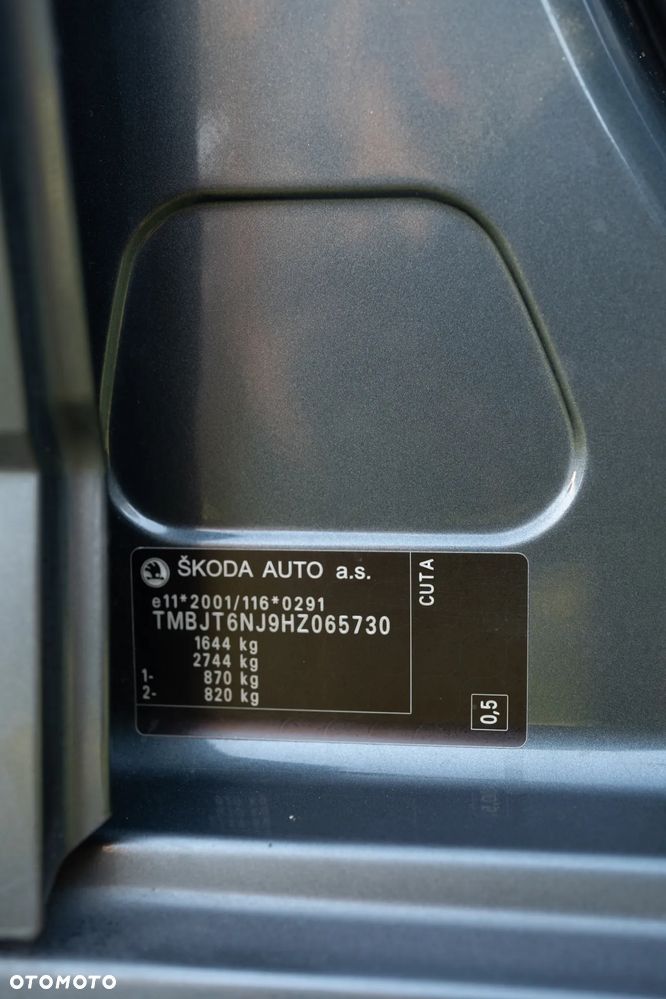 ŠKODA AUTO a.s.
e11*2001/116*0291
TMBJT6NJ9HZ065730
1644 kg
2744 kg
1- 870 kg
2- 820 kg
CUTA
0,5
OTOMOTO